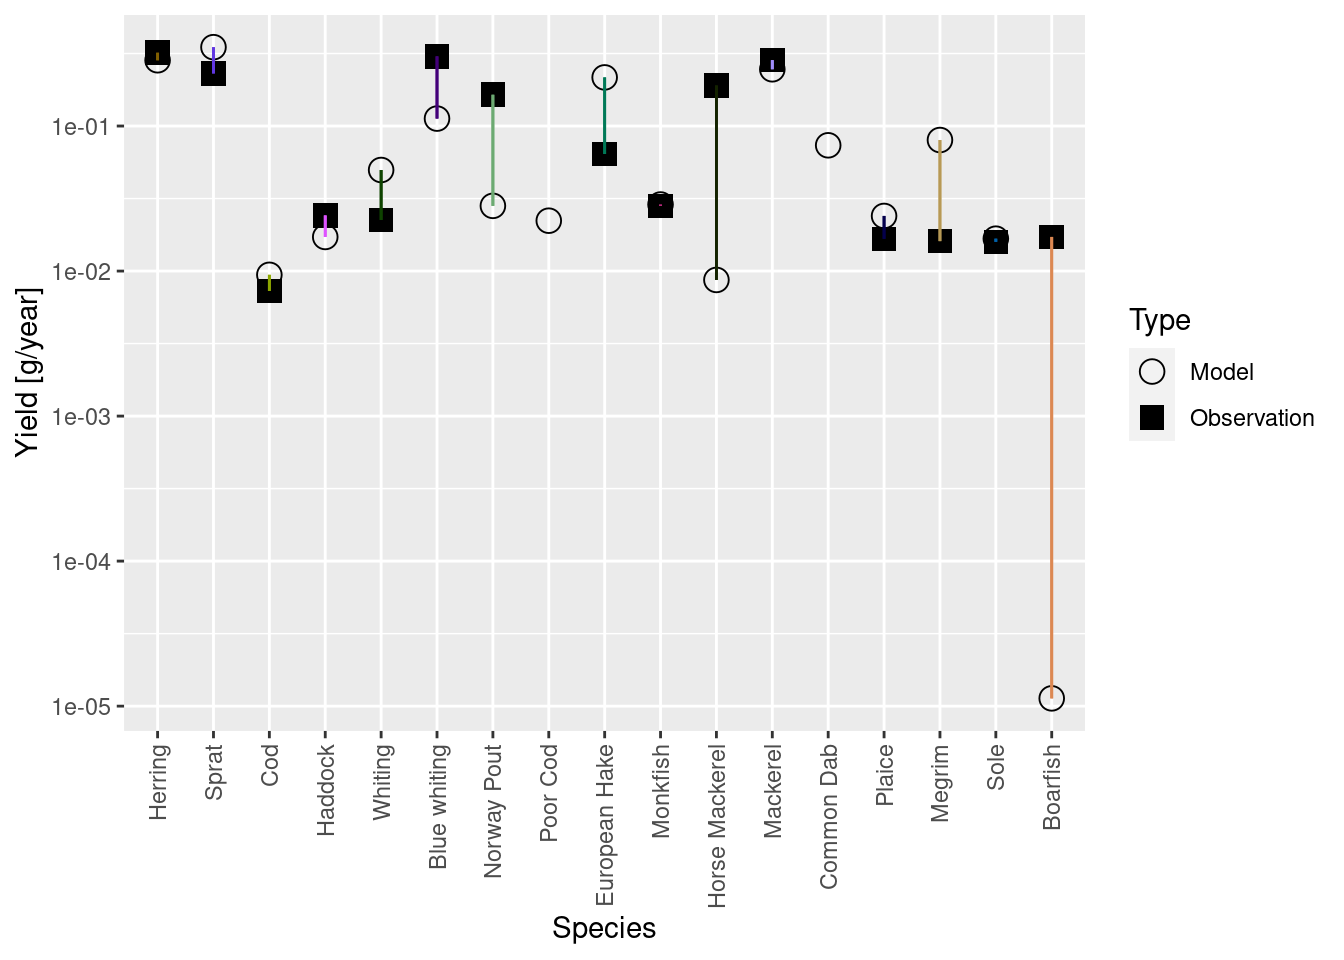 Yield [g/year]
1e-01
1e-02
1e-03
1e-04
1e-05
Herring
Sprat
Cod
Haddock
Whiting
Blue whiting
Norway Pout
Poor Cod
European Hake
Monkfish
Horse Mackerel
Mackerel
Common Dab
Plaice
Megrim
Sole
Boarfish
Species
Type
Model
Observation